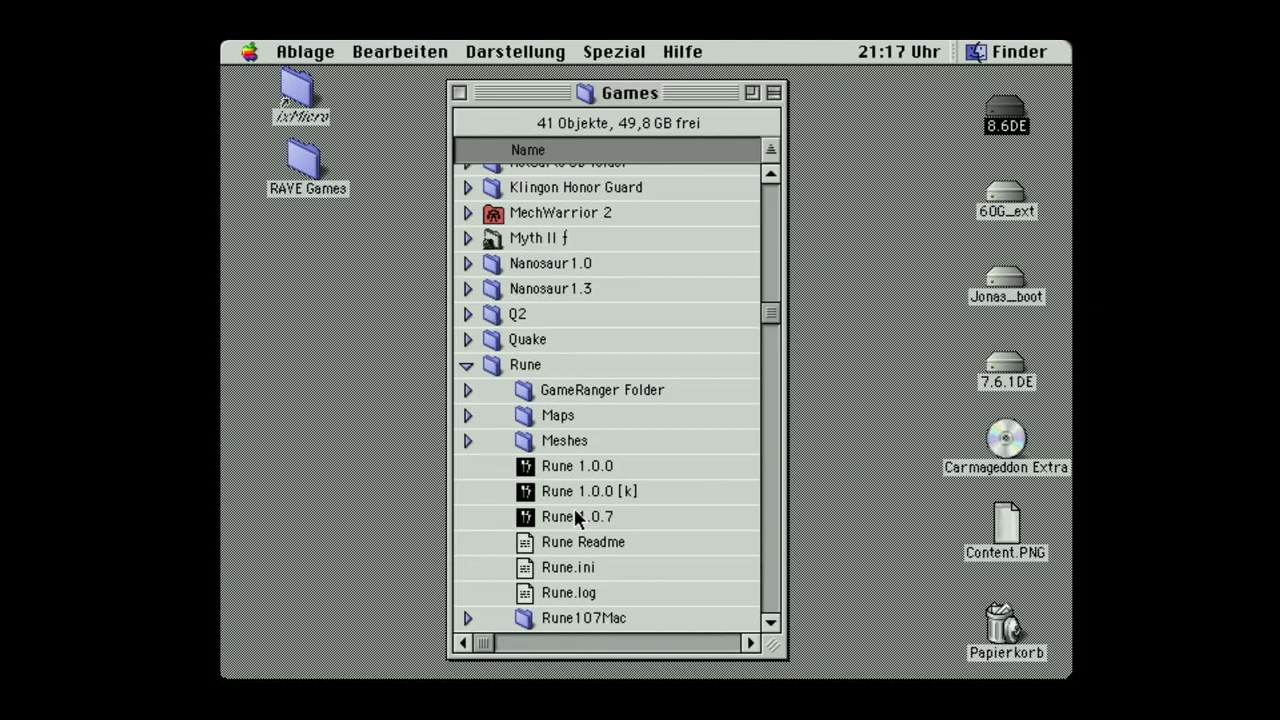 Ablage Bearbeiten Darstellung Spezial Hilfe 21:17 Uhr Finder
ixMicro
RAVE Games
Games
41 Objekte, 49,8 GB frei
Name
Klingon Honor Guard
MechWarrior 2
Myth II ƒ
Nanosaur1.0
Nanosaur1.3
Q2
Quake
Rune
GameRanger Folder
Maps
Meshes
Rune 1.0.0
Rune 1.0.0 [k]
Rune 1.0.7
Rune Readme
Rune.ini
Rune.log
Rune107Mac
8.6DE
60G_ext
Jonas_boot
7.6.1DE
Carmageddon Extra
Content.PNG
Papierkorb